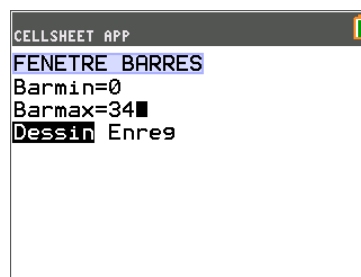 CELLSHEET APP
FENETRE BARRES
Barmin=0
Barmax=34
Dessin Enreg